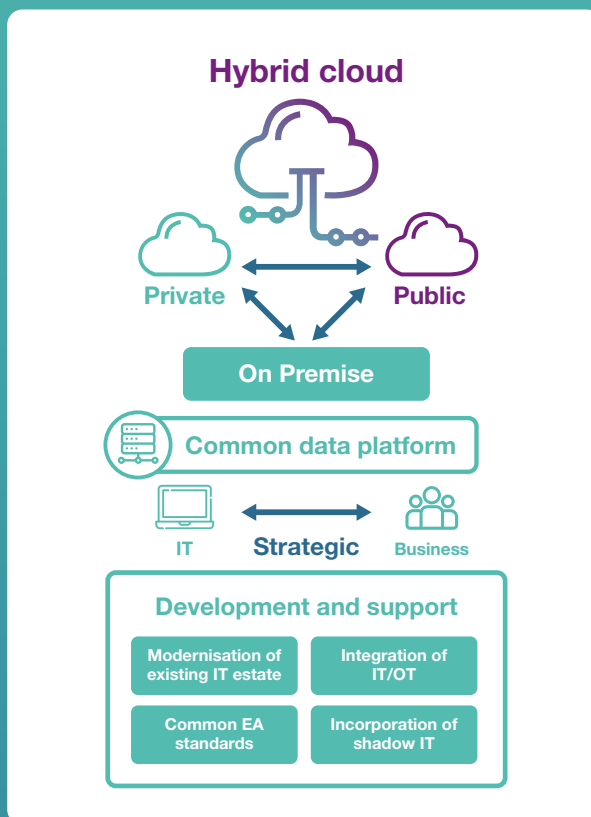 Hybrid cloud
Private
Public
On Premise
Common data platform
IT
Strategic
Business
Development and support
Modernisation of
existing IT estate
Integration of
IT/OT
Common EA
standards
Incorporation of
shadow IT